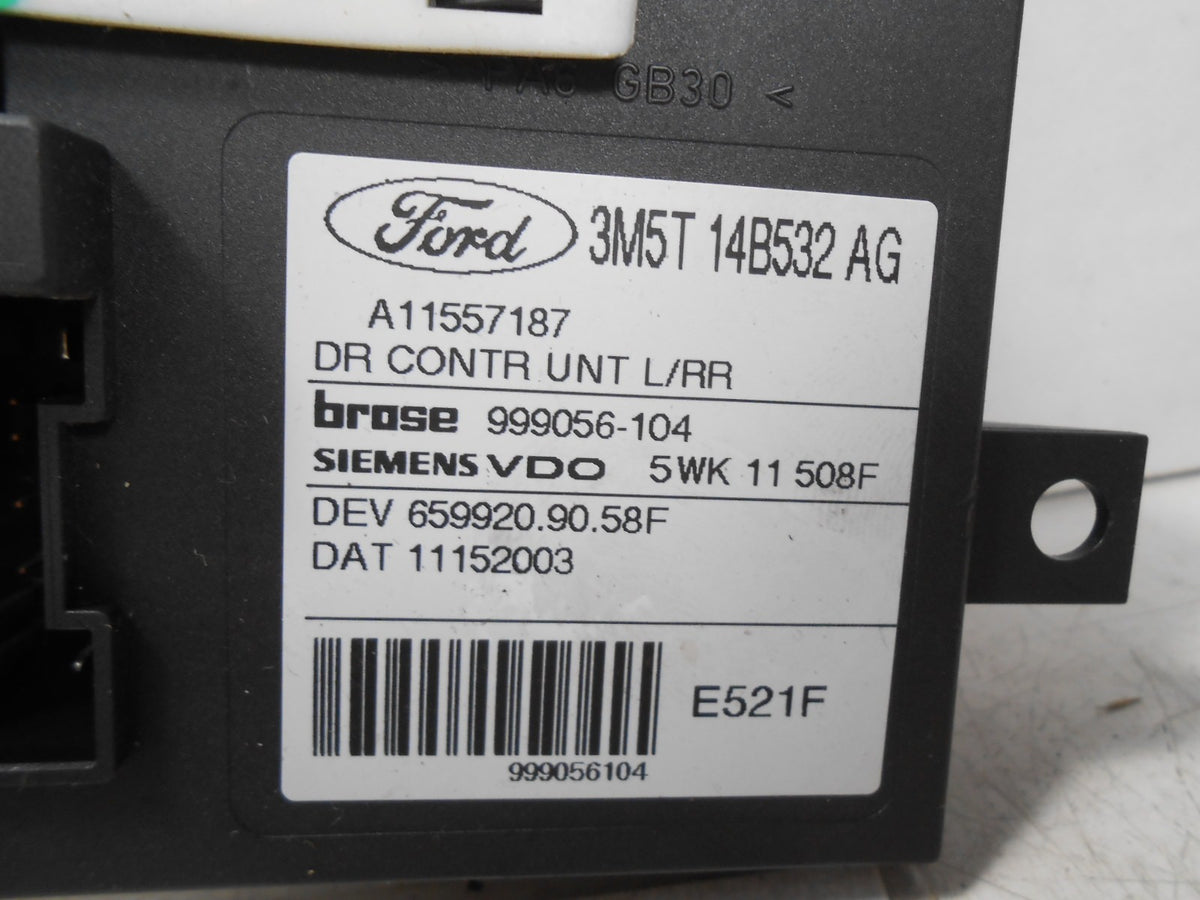 > PA6 GB30 <
Ford 3M5T 14B532 AG
A11557187
DR CONTR UNT L/RR
brose 999056-104
SIEMENS VDO 5WK 11 508F
DEV 659920.90.58F
DAT 11152003
E521F
999056104